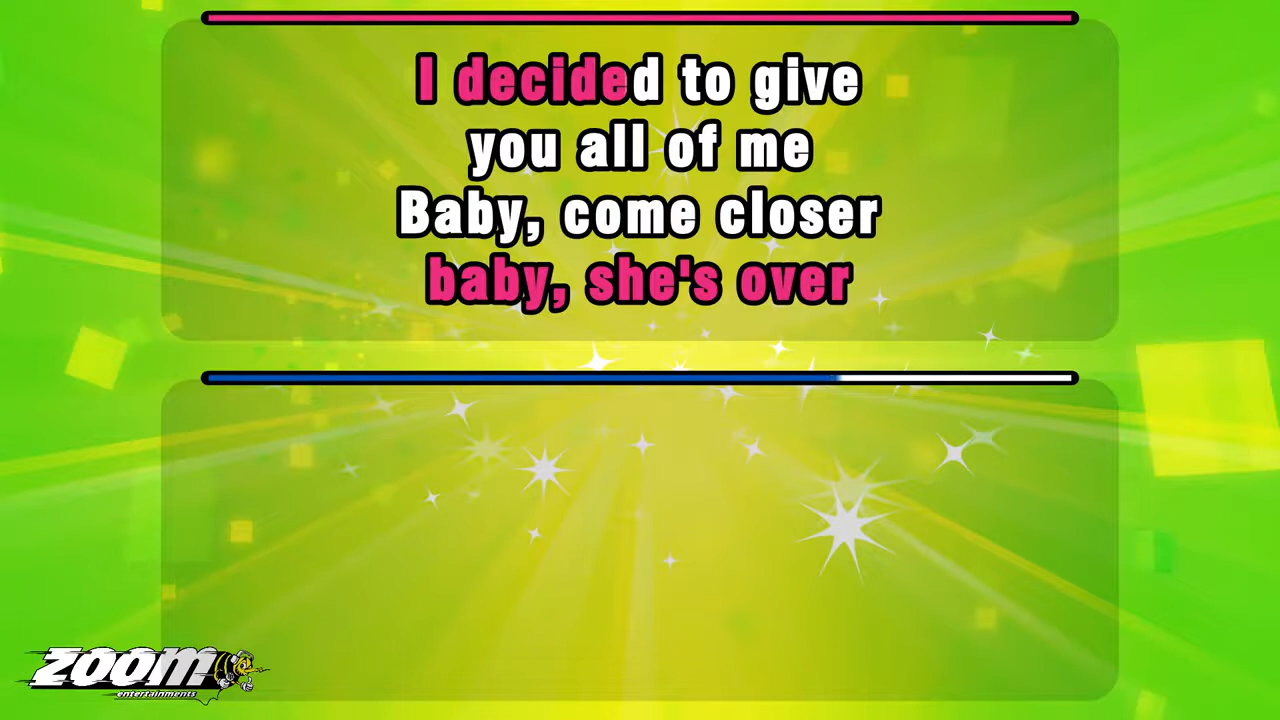 I decided to give
you all of me
Baby, come closer
baby, she's over
zoom
entertainments